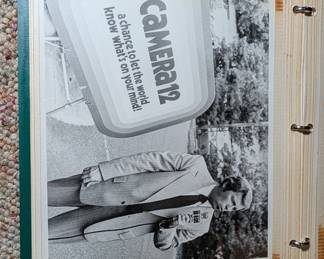 CAMERA12
a chance to let the world
know what's on your mind!